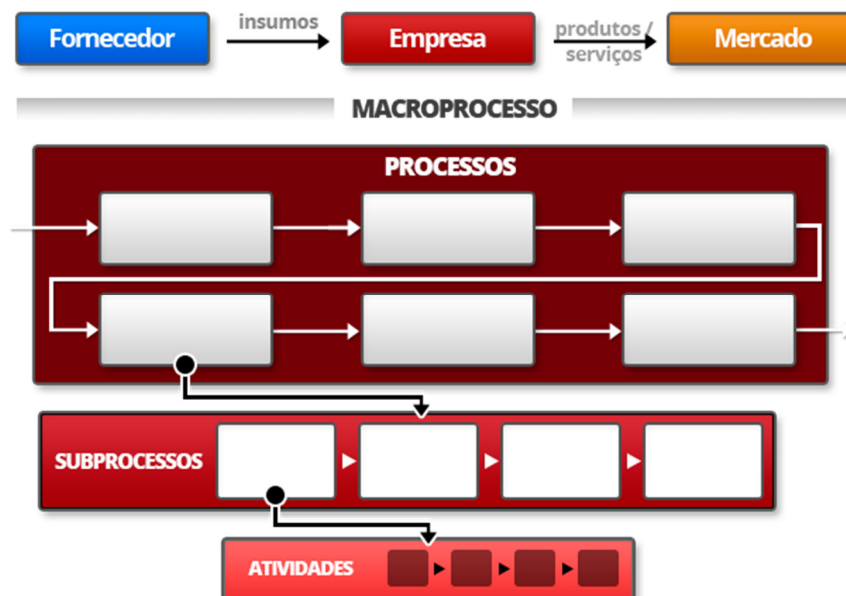 Fornecedor
insumos
Empresa
produtos /
serviços
Mercado
MACROPROCESSO
PROCESSOS
SUBPROCESSOS
ATIVIDADES